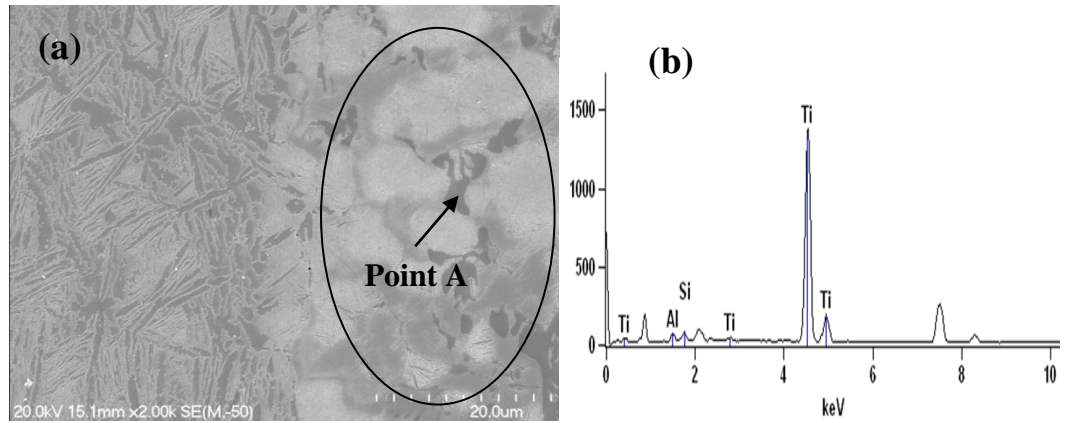 (a)
Point A
20.0kV 15.1mm x2.00k SE(M,-50)
20.0um
(b)
1500
1000
500
0
Ti
Al
Si
Ti
Ti
Ti
0
2
4
6
8
10
keV